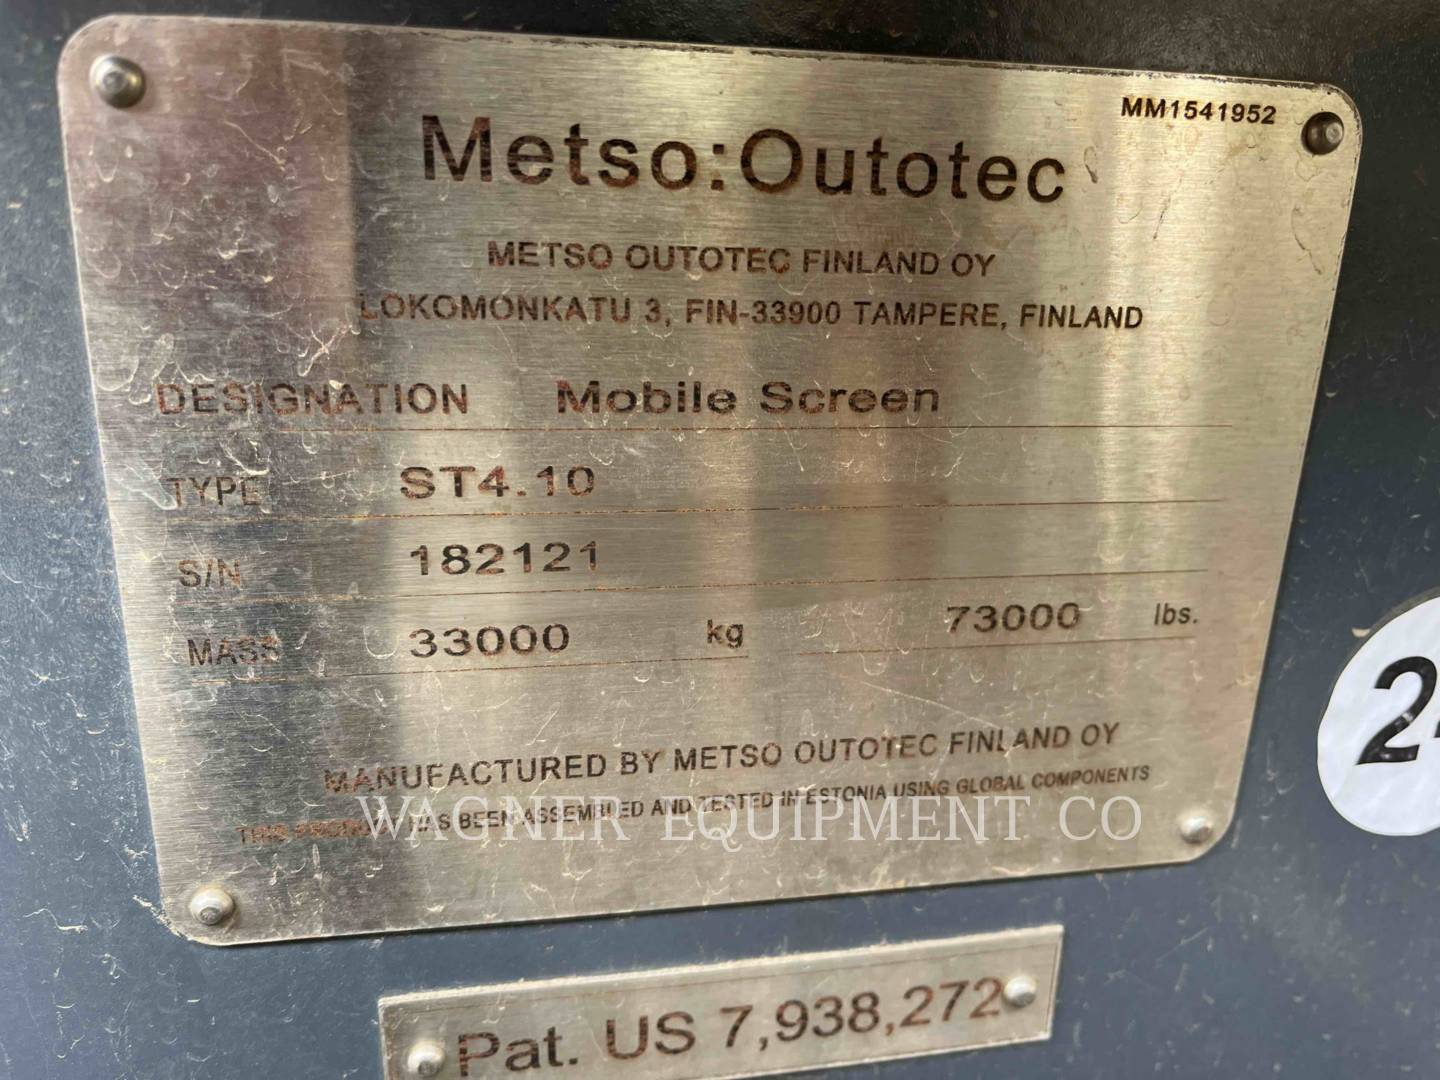 MM1541952
Metso:Outotec
METSO OUTOTEC FINLAND OY
LOKOMONKATU 3, FIN-33900 TAMPERE, FINLAND
DESIGNATION Mobile Screen
TYPE ST4.10
S/N 182121
MASS 33000 kg 73000 lbs.
MANUFACTURED BY METSO OUTOTEC FINLAND OY
THIS PRODUCT HAS BEEN ASSEMBLED AND TESTED IN ESTONIA USING GLOBAL COMPONENTS
WAGNER EQUIPMENT CO
Pat. US 7,938,272